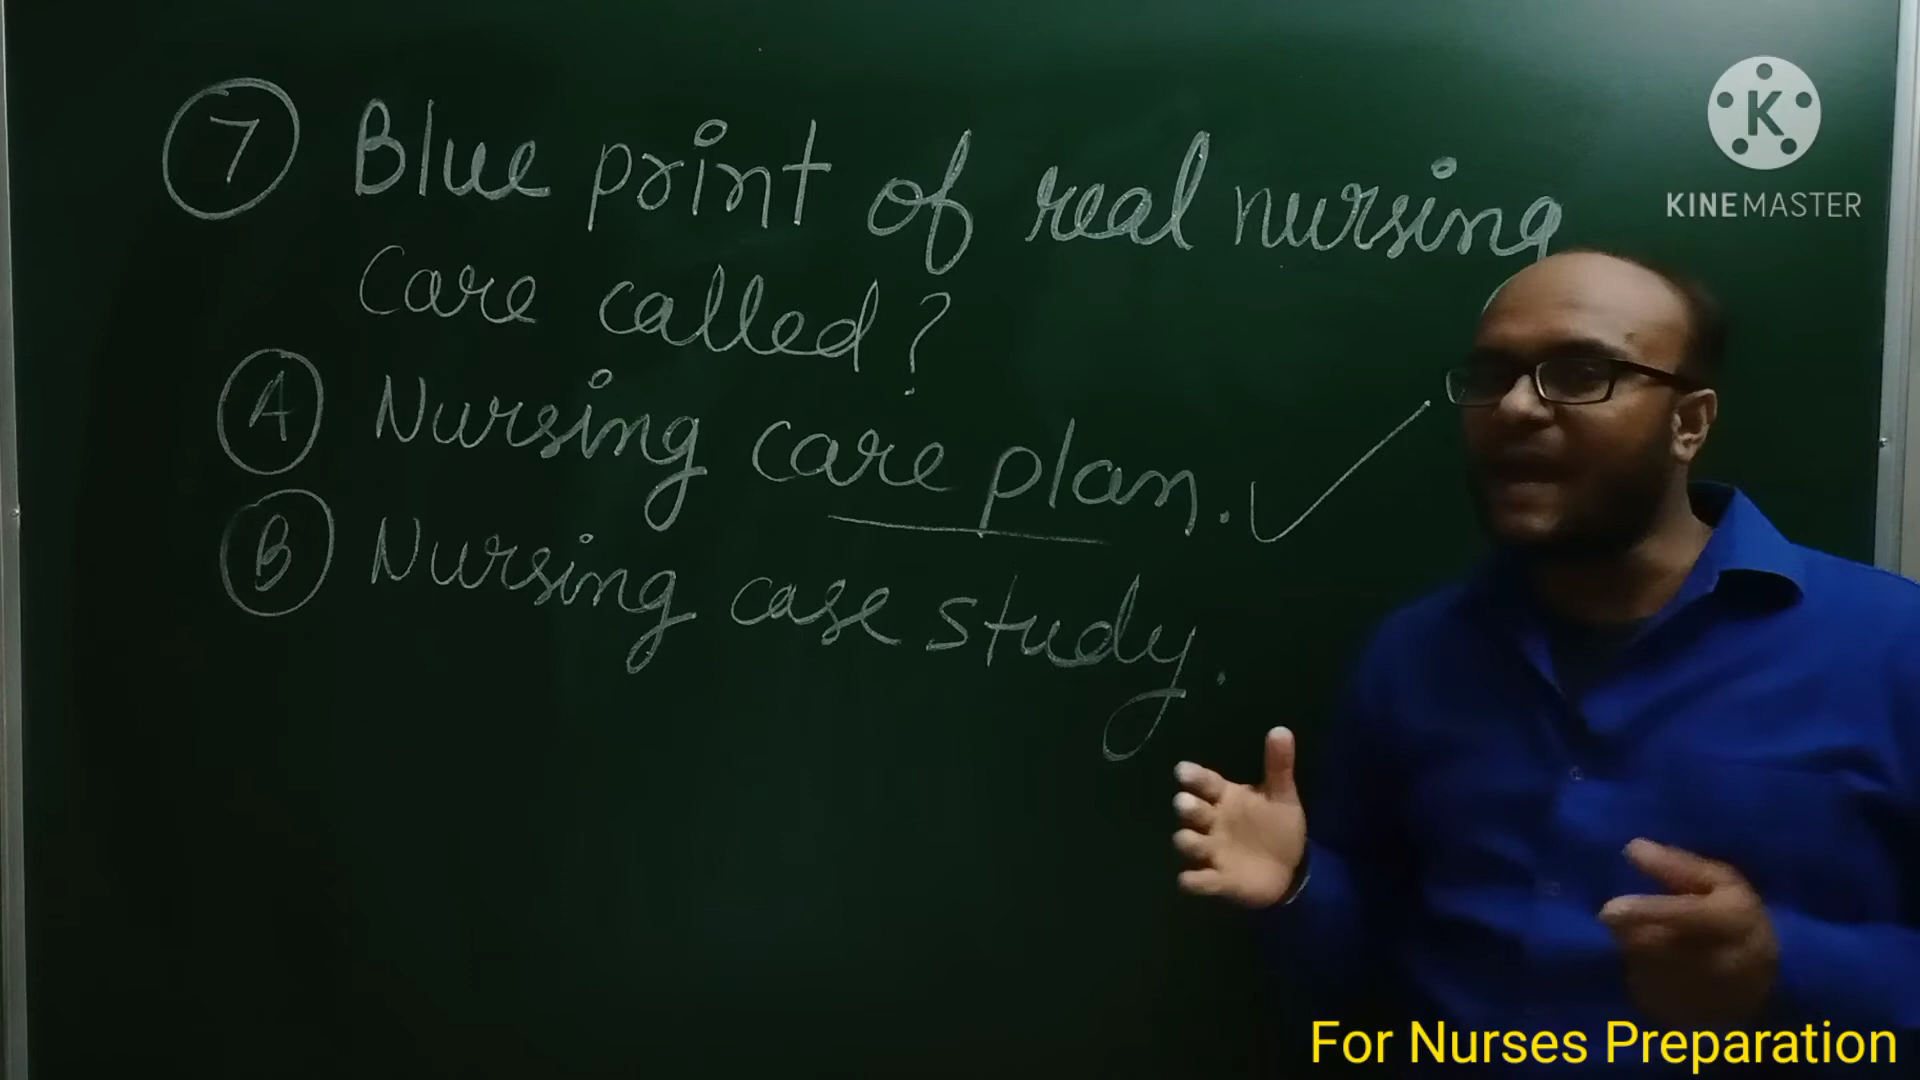 7 Blue print of real nursing
Care called?
A Nursing care plan.
B Nursing case study.
K
KINEMASTER
For Nurses Preparation